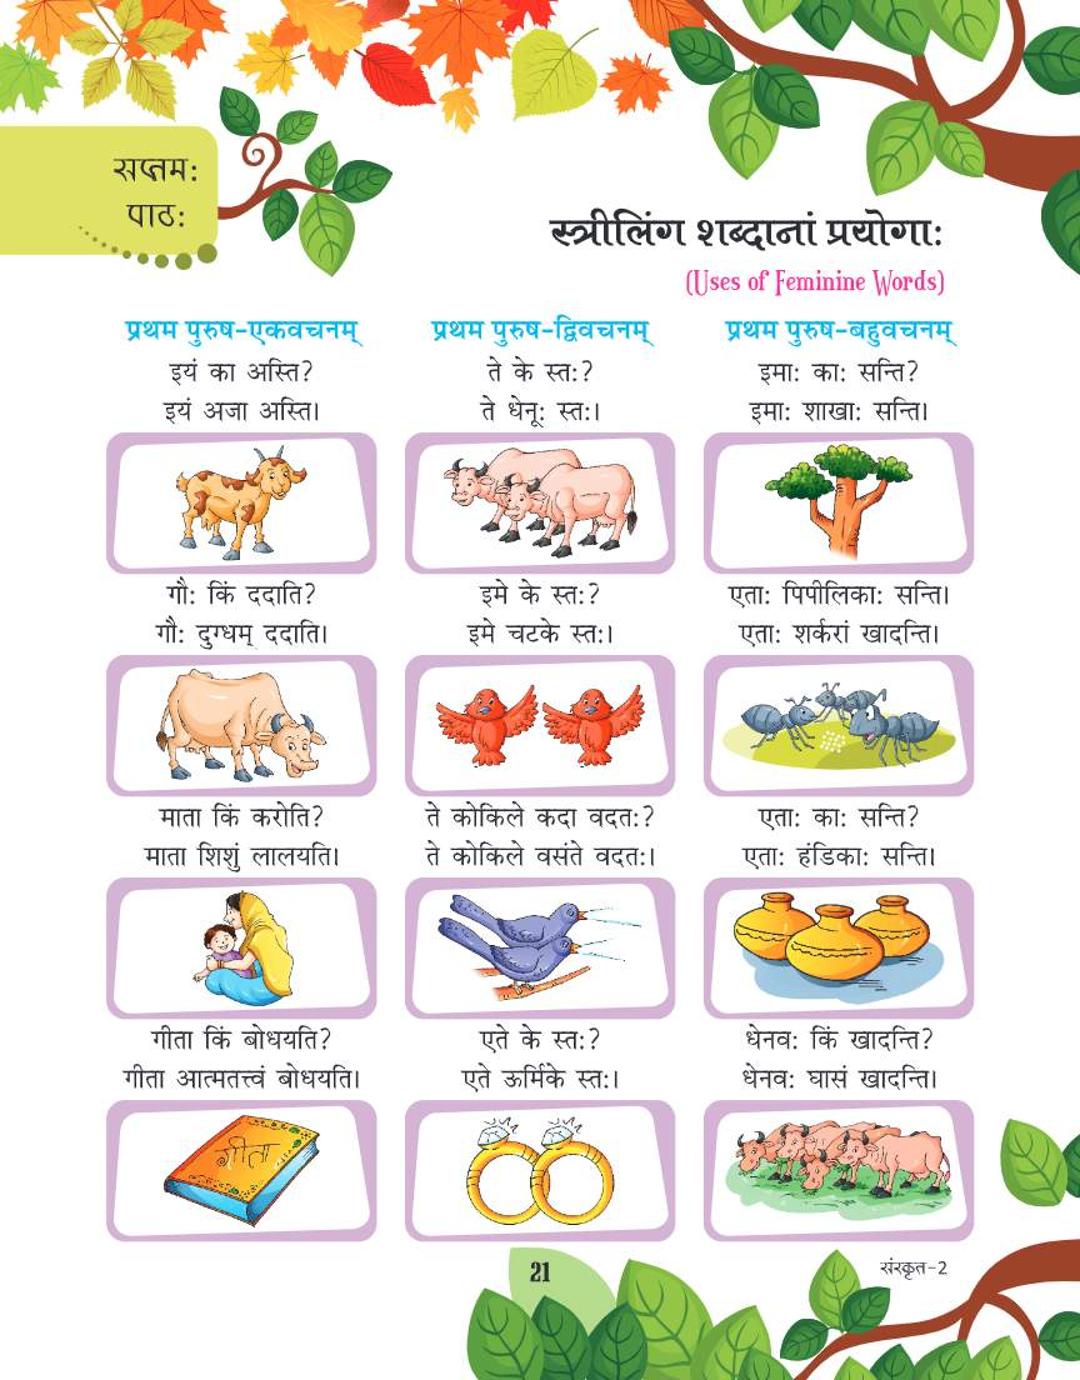 सप्तम:
पाठ:
स्त्रीलिंग शब्दानां प्रयोगा:
(Uses of Feminine Words)
प्रथम पुरुष-एकवचनम्
इयं का अस्ति?
इयं अजा अस्ति।
गौ: किं ददाति?
गौ: दुग्धम् ददाति।
माता किं करोति?
माता शिशुं लालयति।
गीता किं बोधयति?
गीता आत्मतत्त्वं बोधयति।
गीता
प्रथम पुरुष-द्विवचनम्
ते के स्त:?
ते धेनू: स्त:।
इमे के स्त:?
इमे चटके स्त:।
ते कोकिले कदा वदत:?
ते कोकिले वसंते वदत:।
एते के स्त:?
एते ऊर्मिके स्त:।
प्रथम पुरुष-बहुवचनम्
इमा: का: सन्ति?
इमा: शाखा: सन्ति।
एता: पिपीलिका: सन्ति।
एता: शर्करां खादन्ति।
एता: का: सन्ति?
एता: हंडिका: सन्ति।
धेनव: किं खादन्ति?
धेनव: घासं खादन्ति।
21
संस्कृत-2